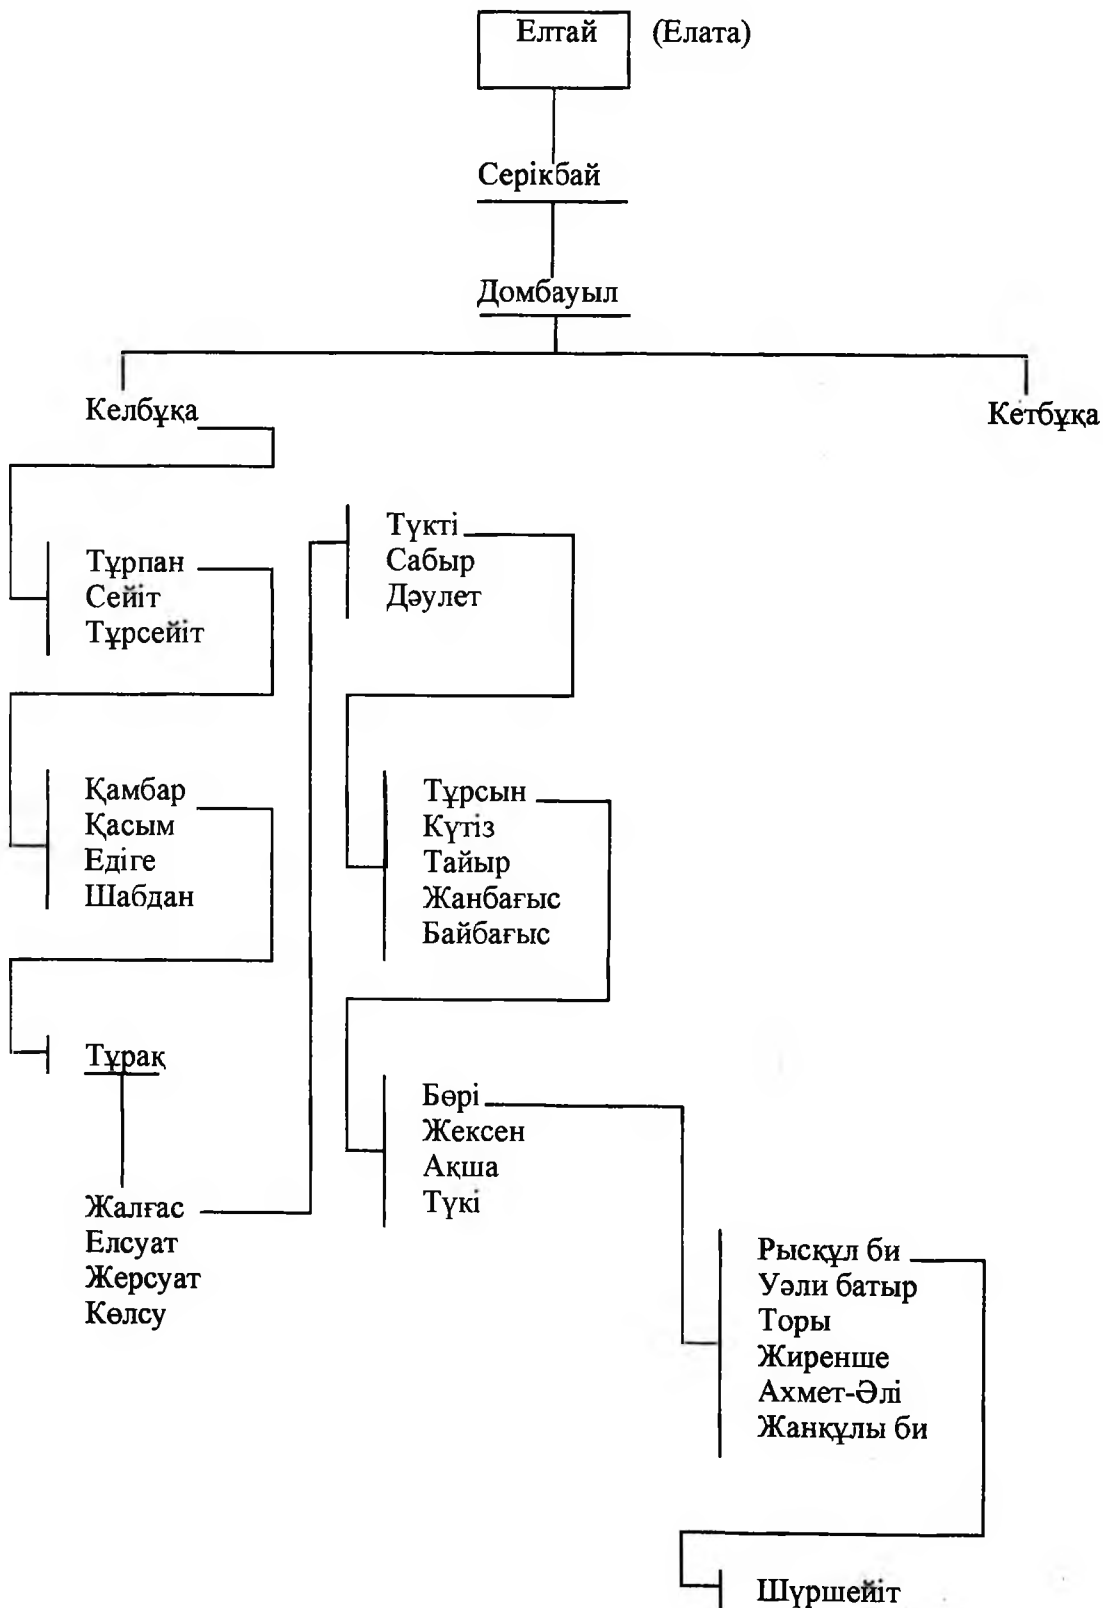 Елтай (Елата)
Серікбай
Домбауыл
Келбұқа
Кетбұқа
Тұрпан
Сейіт
Тұрсейіт
Қамбар
Қасым
Едіге
Шабдан
Тұрақ
Жалғас
Елсуат
Жерсуат
Көлсу
Түкті
Сабыр
Дәулет
Тұрсын
Күтіз
Тайыр
Жанбағыс
Байбағыс
Бөрі
Жексен
Ақша
Түкі
Рысқұл би
Уәли батыр
Торы
Жиренше
Ахмет-Әлі
Жанқұлы би
Шүршейіт